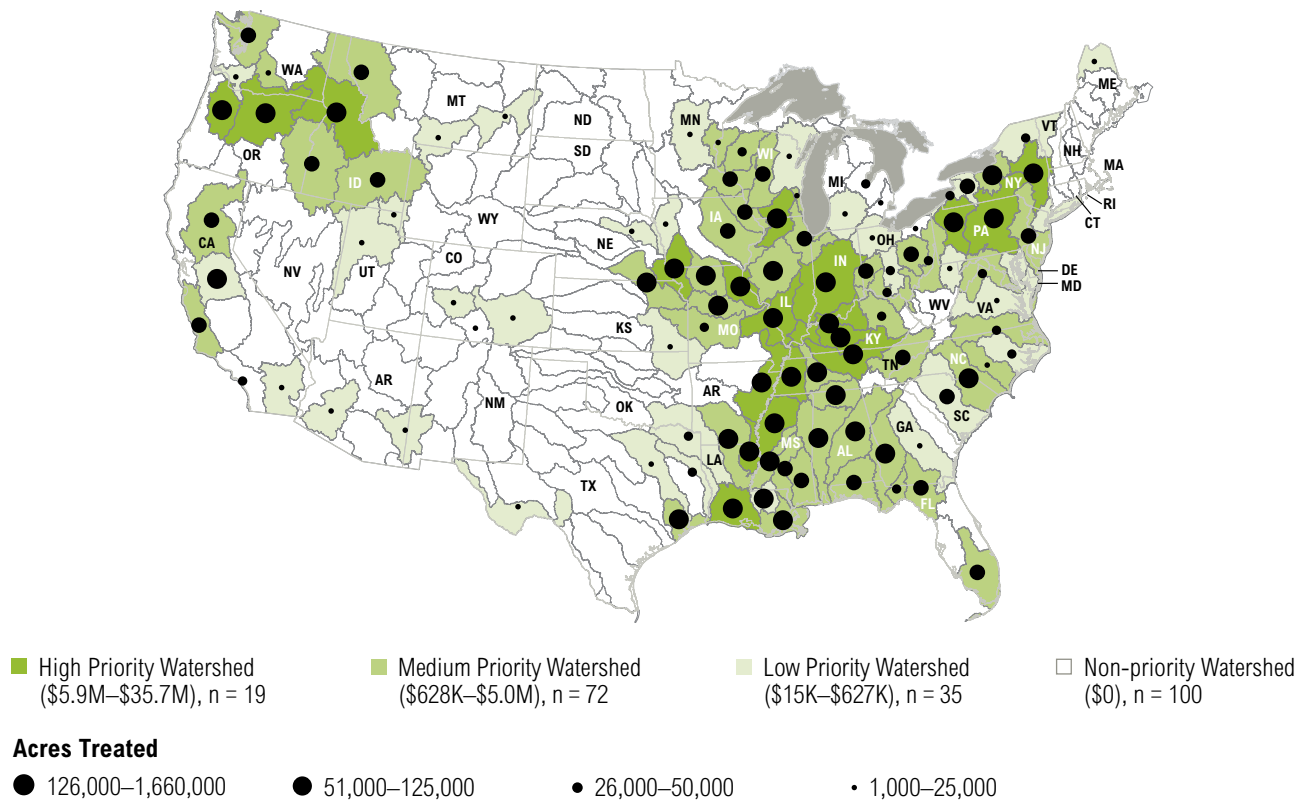 ME
WA
MT
ND
MN
VT
NH
MA
OR
SD
WI
MI
NY
ID
RI
WY
IA
CT
CA
NE
OH
PA
NJ
NV
UT
CO
IN
DE
MD
IL
WV
VA
KS
MO
KY
AR
NM
OK
AR
TN
NC
SC
LA
MS
AL
GA
TX
FL
High Priority Watershed
($5.9M–$35.7M), n = 19
Medium Priority Watershed
($628K–$5.0M), n = 72
Low Priority Watershed
($15K–$627K), n = 35
Non-priority Watershed
($0), n = 100
Acres Treated
126,000–1,660,000
51,000–125,000
26,000–50,000
1,000–25,000